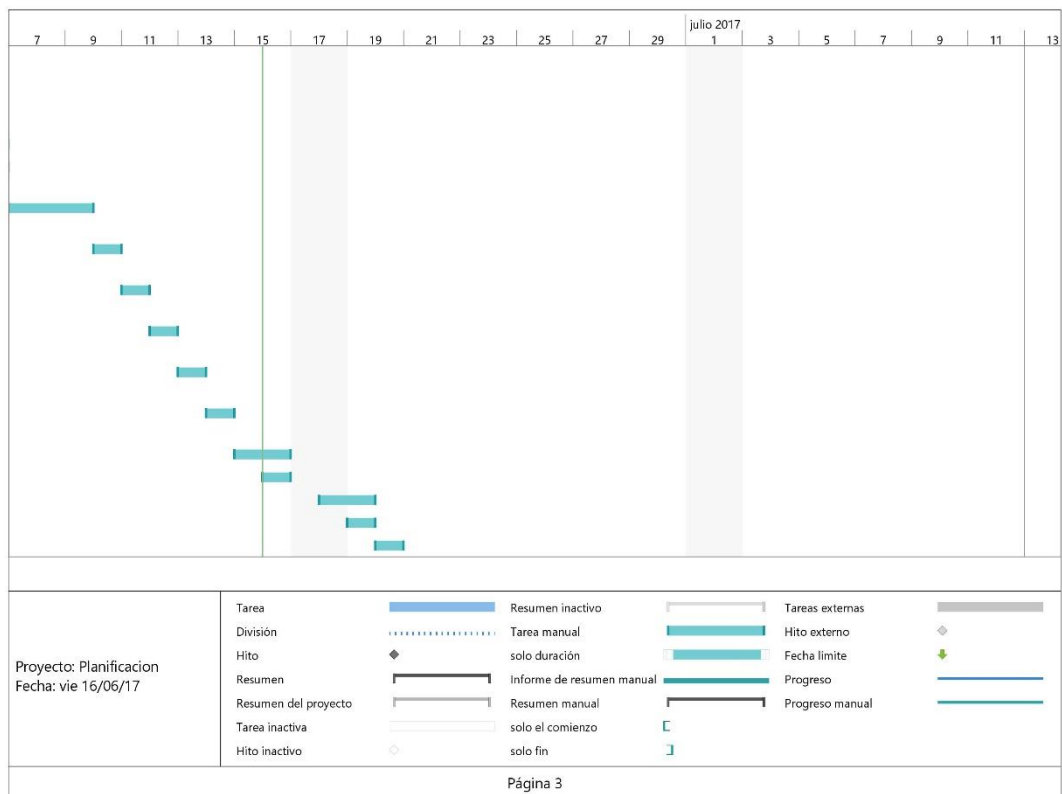 julio 2017
7 9 11 13 15 17 19 21 23 25 27 29 1 3 5 7 9 11 13
Proyecto: Planificacion
Fecha: vie 16/06/17
Tarea
División
Hito
Resumen
Resumen del proyecto
Tarea inactiva
Hito inactivo
Resumen inactivo
Tarea manual
solo duración
Informe de resumen manual
Resumen manual
solo el comienzo
solo fin
Tareas externas
Hito externo
Fecha límite
Progreso
Progreso manual
Página 3